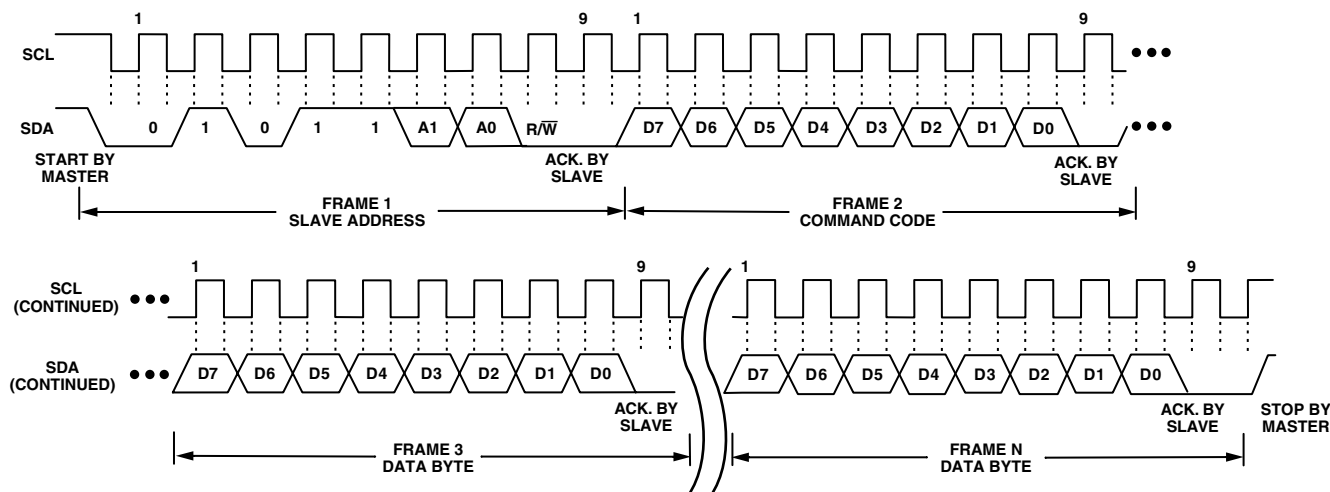 1 9 1 9
SCL
SDA 0 1 0 1 1 A1 A0 R/W̅ D7 D6 D5 D4 D3 D2 D1 D0
START BY
MASTER
ACK. BY
SLAVE
ACK. BY
SLAVE
FRAME 1
SLAVE ADDRESS
FRAME 2
COMMAND CODE
1 9 1 9
SCL
(CONTINUED)
SDA
(CONTINUED)
D7 D6 D5 D4 D3 D2 D1 D0 D7 D6 D5 D4 D3 D2 D1 D0
ACK. BY
SLAVE
ACK. BY
SLAVE
STOP BY
MASTER
FRAME 3
DATA BYTE
FRAME N
DATA BYTE